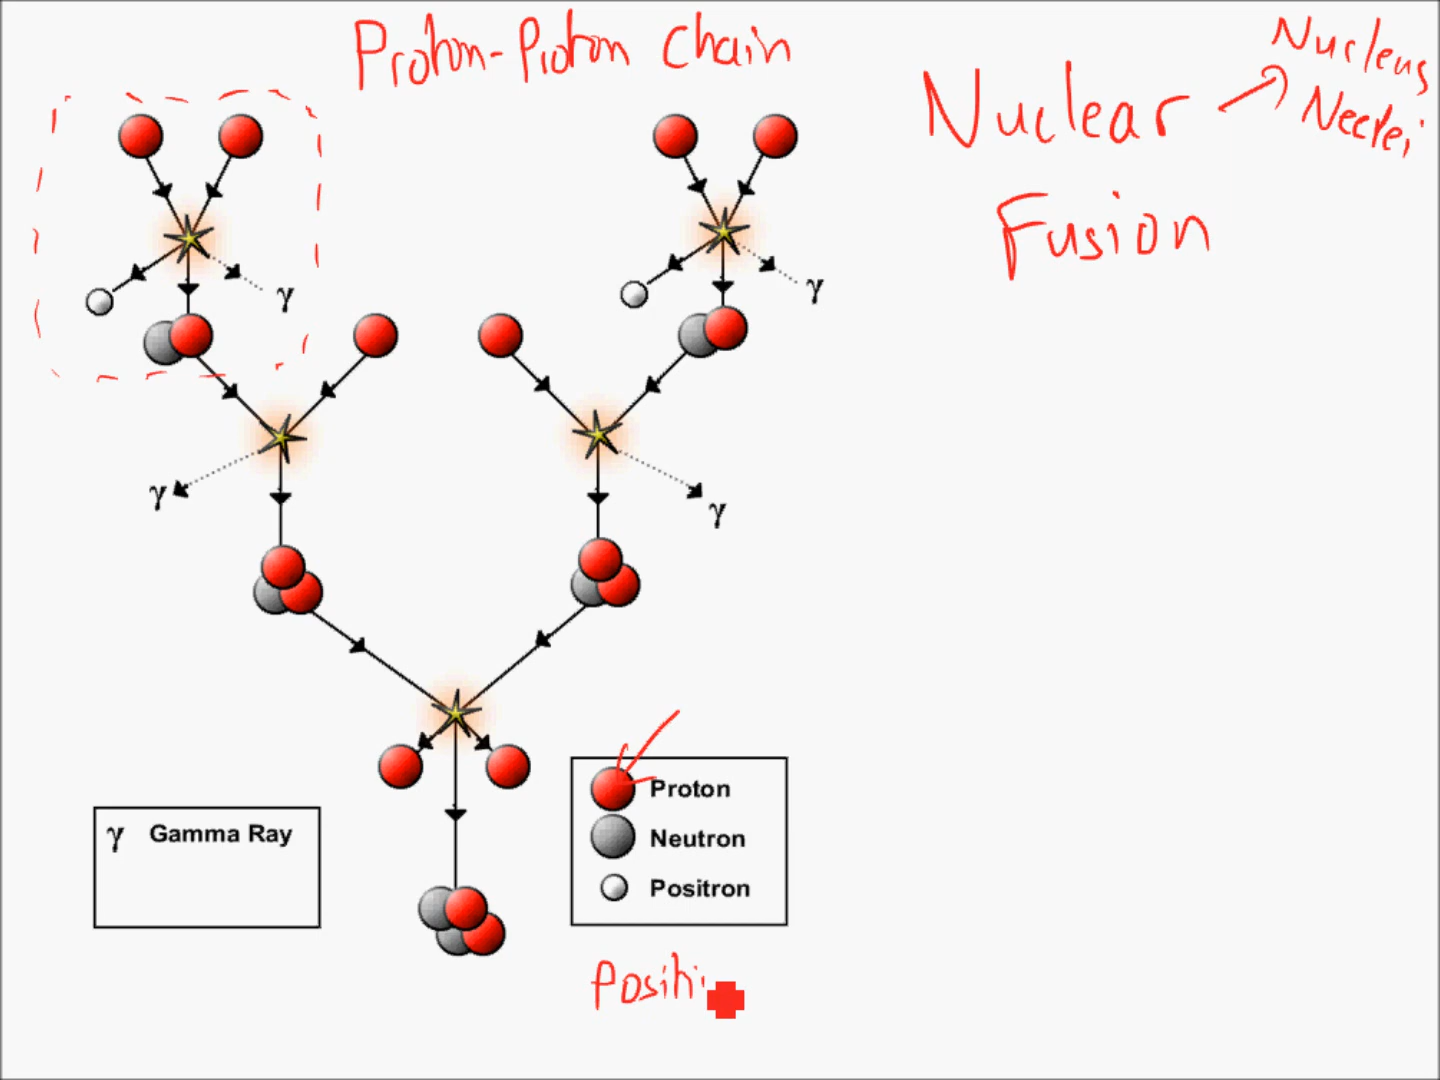 Proton-Proton Chain
Nuclear
Fusion
Nucleus
Neclei
γ
γ
γ
γ
γ Gamma Ray
Proton
Neutron
Positron
Positi